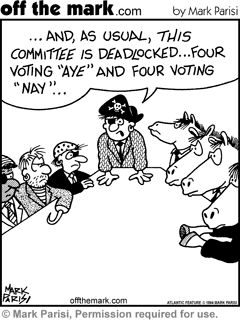 off the mark.com by Mark Parisi
...AND, AS USUAL, THIS
COMMITTEE IS DEADLOCKED...FOUR
VOTING "AYE" AND FOUR VOTING
"NAY"...
MARK
PARISI
offthemark.com
ATLANTIC FEATURE © 1994 MARK PARISI
© Mark Parisi, Permission required for use.